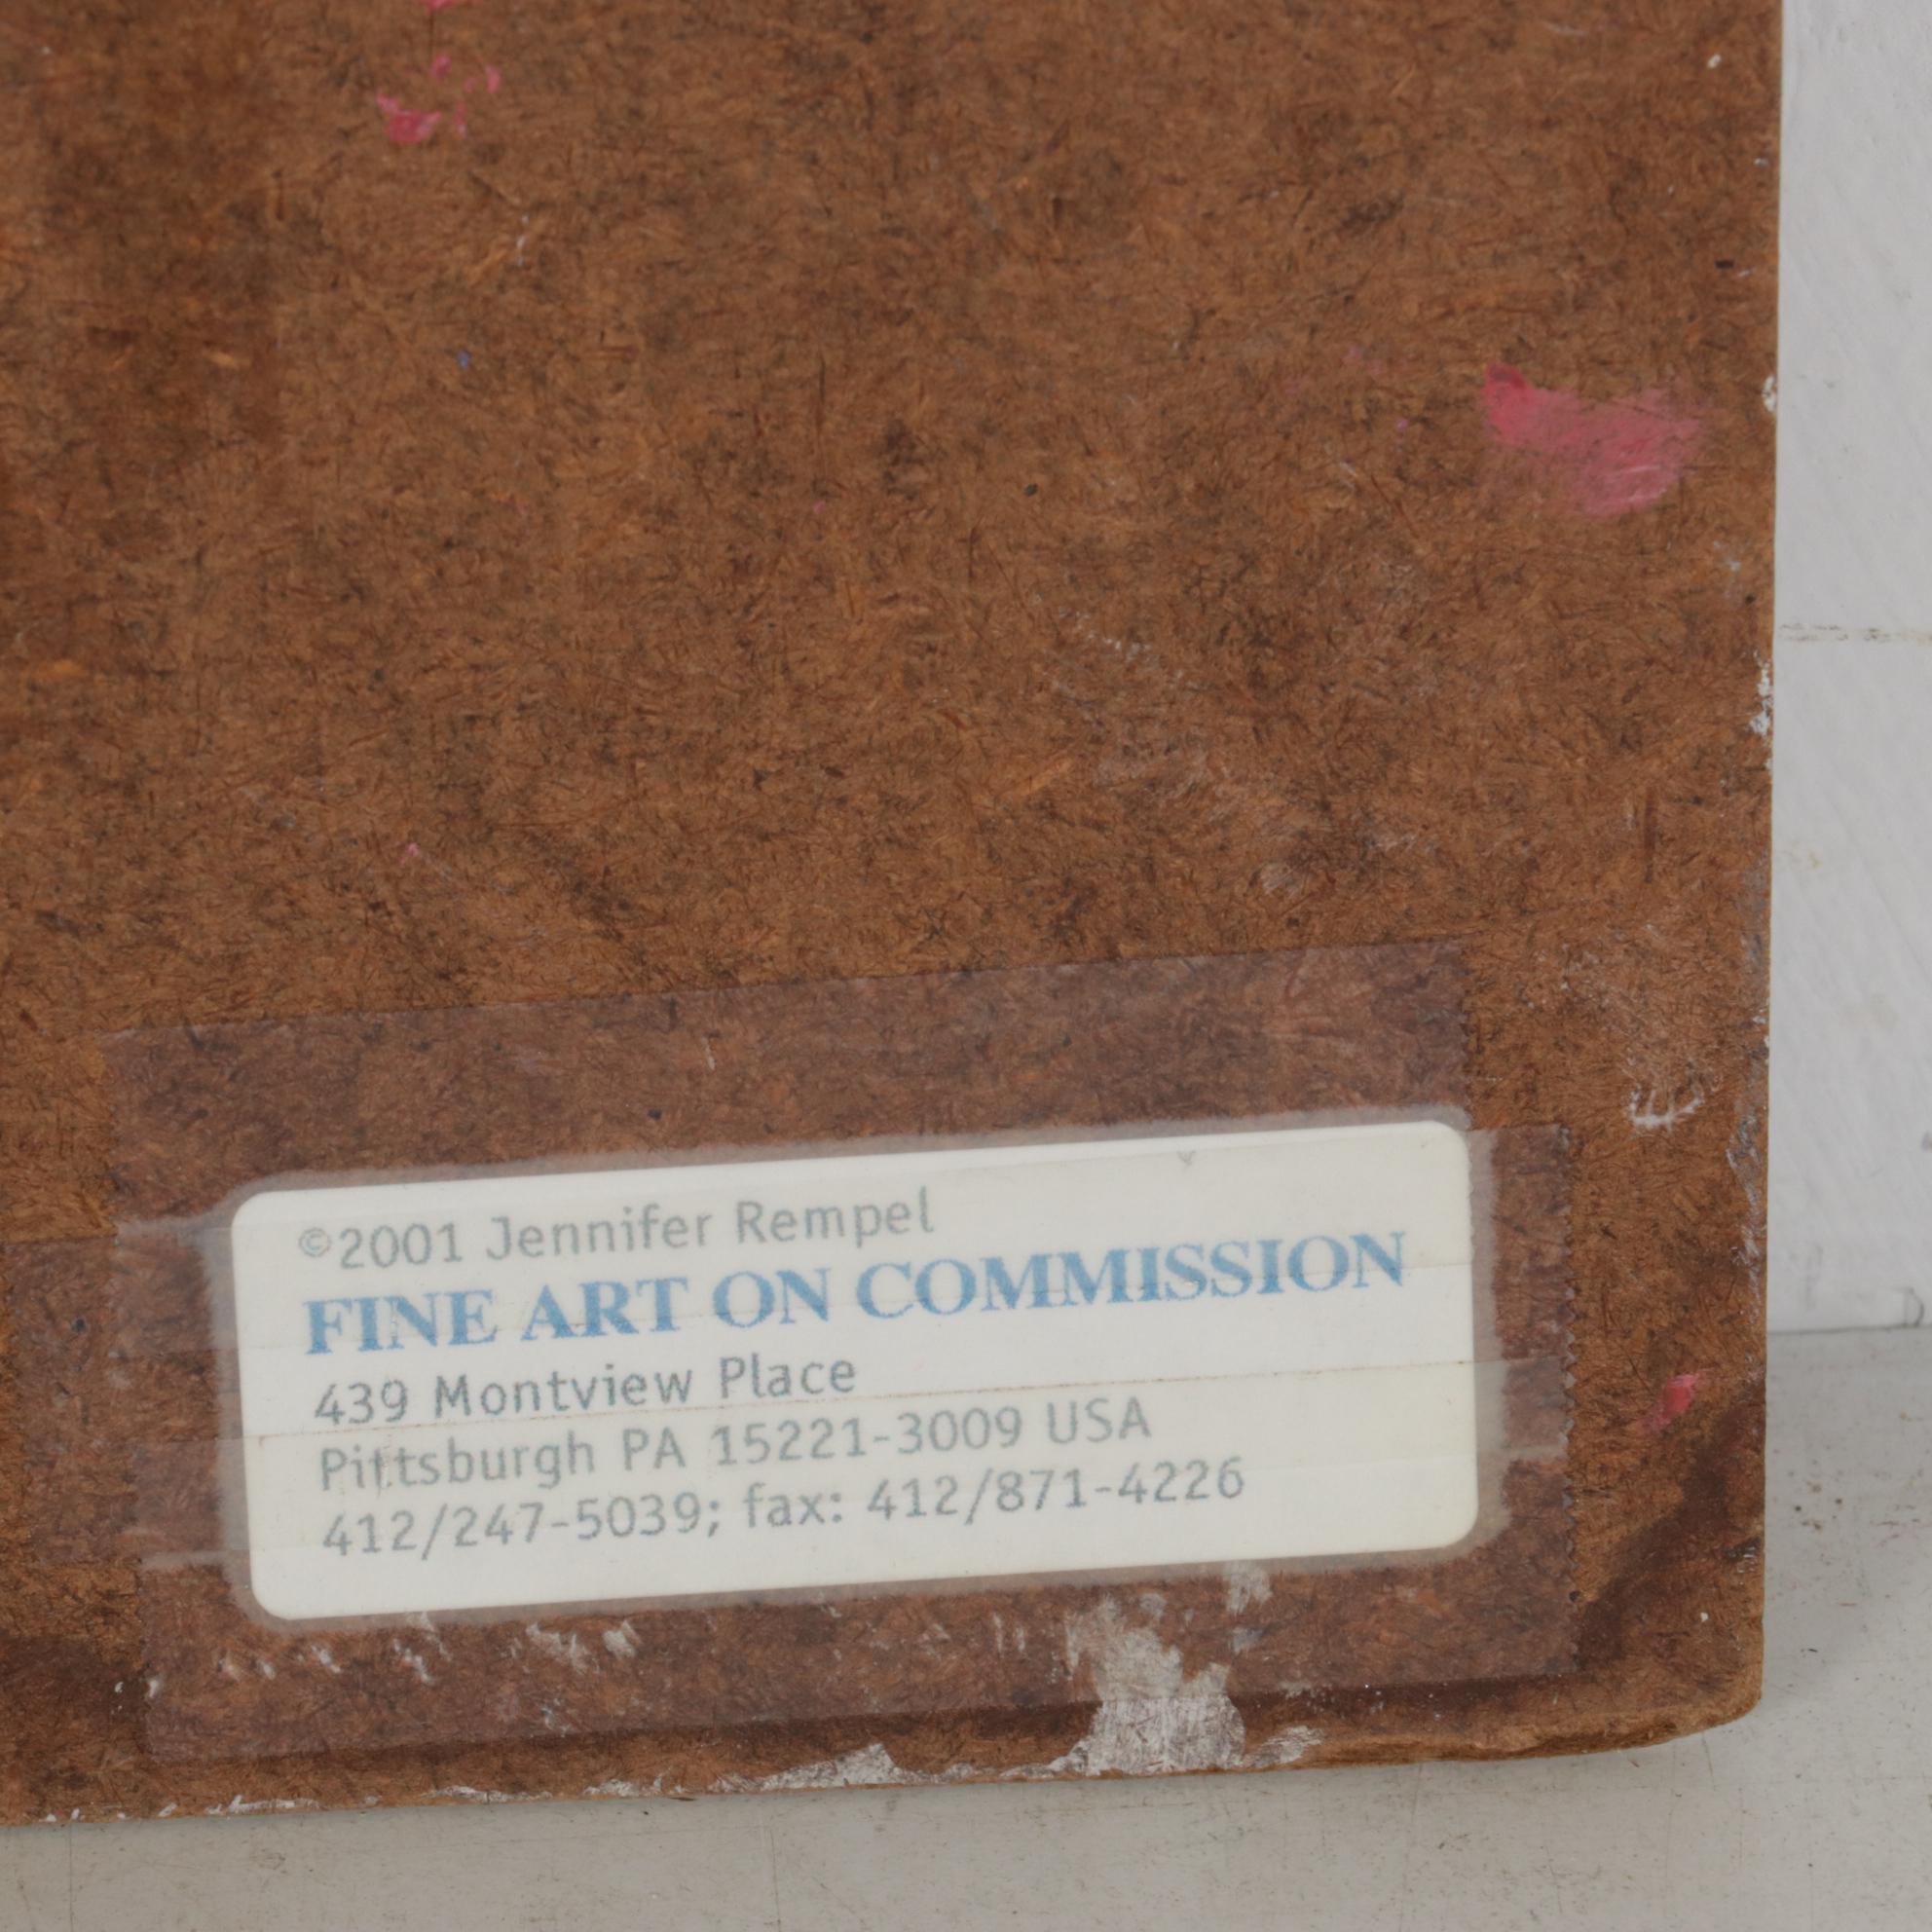 ©2001 Jennifer Rempel
FINE ART ON COMMISSION
439 Montview Place
Pittsburgh PA 15221-3009 USA
412/247-5039; fax: 412/871-4226